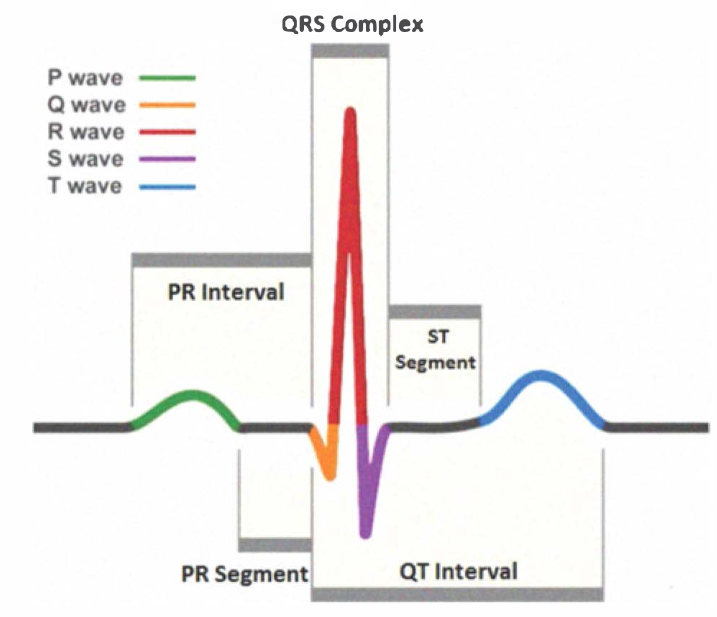 QRS Complex
P wave
Q wave
R wave
S wave
T wave
PR Interval
ST
Segment
PR Segment
QT Interval